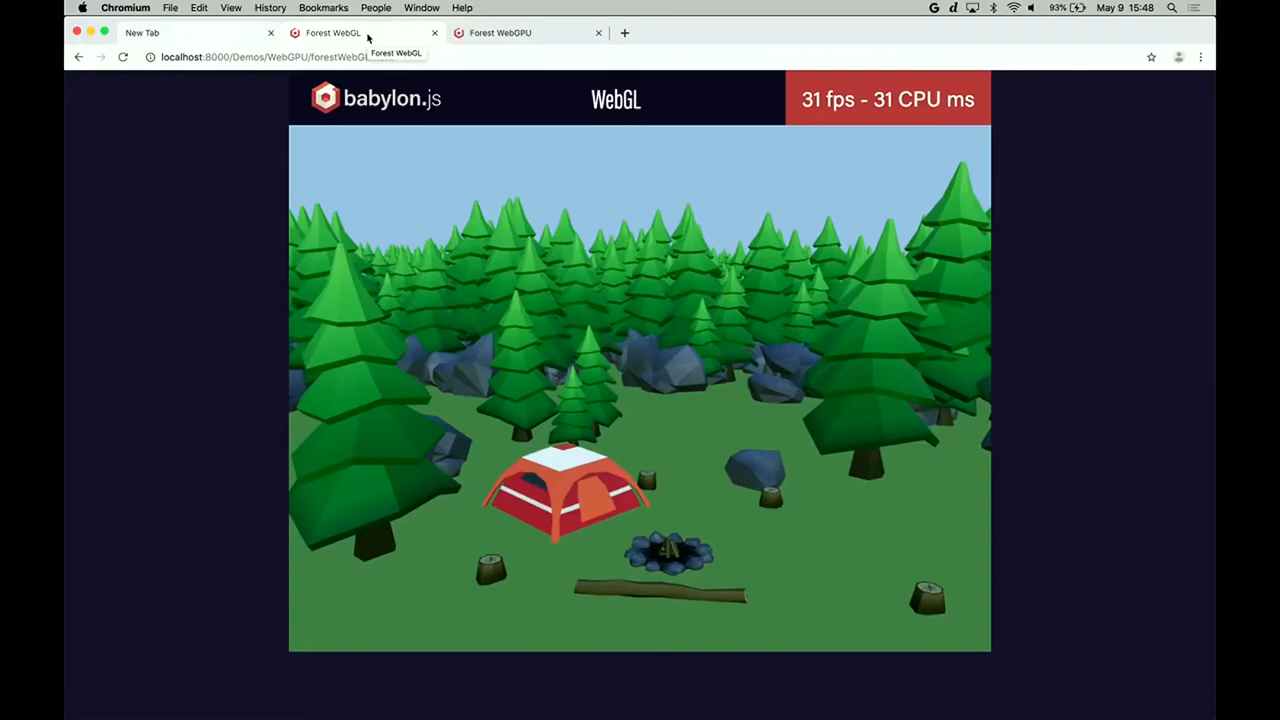 Chromium File Edit View History Bookmarks People Window Help 93% May 9 15:48
New Tab Forest WebGL Forest WebGPU
localhost:8000/Demos/WebGPU/forestWebGL
Forest WebGL
babylon.js WebGL 31 fps - 31 CPU ms